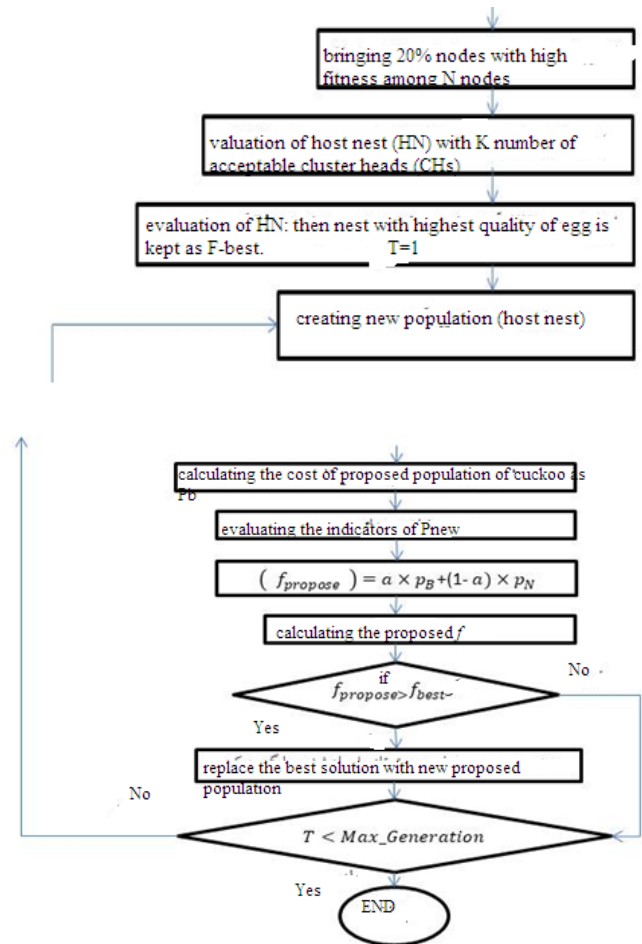 bringing 20% nodes with high
fitness among N nodes
valuation of host nest (HN) with K number of
acceptable cluster heads (CHs)
evaluation of HN: then nest with highest quality of egg is
kept as F-best. T=1
creating new population (host nest)
calculating the cost of proposed population of cuckoo as
Pb
evaluating the indicators of Pnew
( f_propose ) = a × p_B +(1- a) × p_N
calculating the proposed f
if
f_propose > f_best-
No
Yes
replace the best solution with new proposed
population
No
T < Max_Generation
Yes
END